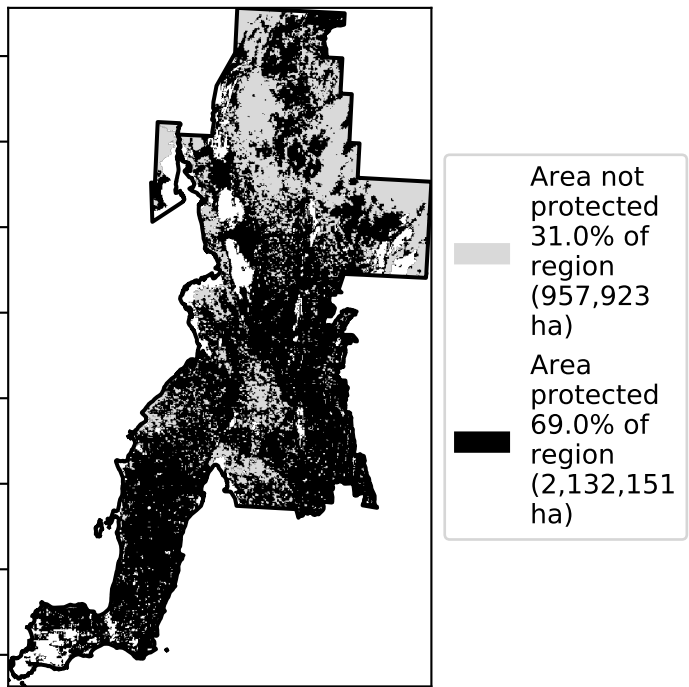 Area not
protected
31.0% of
region
(957,923
ha)
Area
protected
69.0% of
region
(2,132,151
ha)